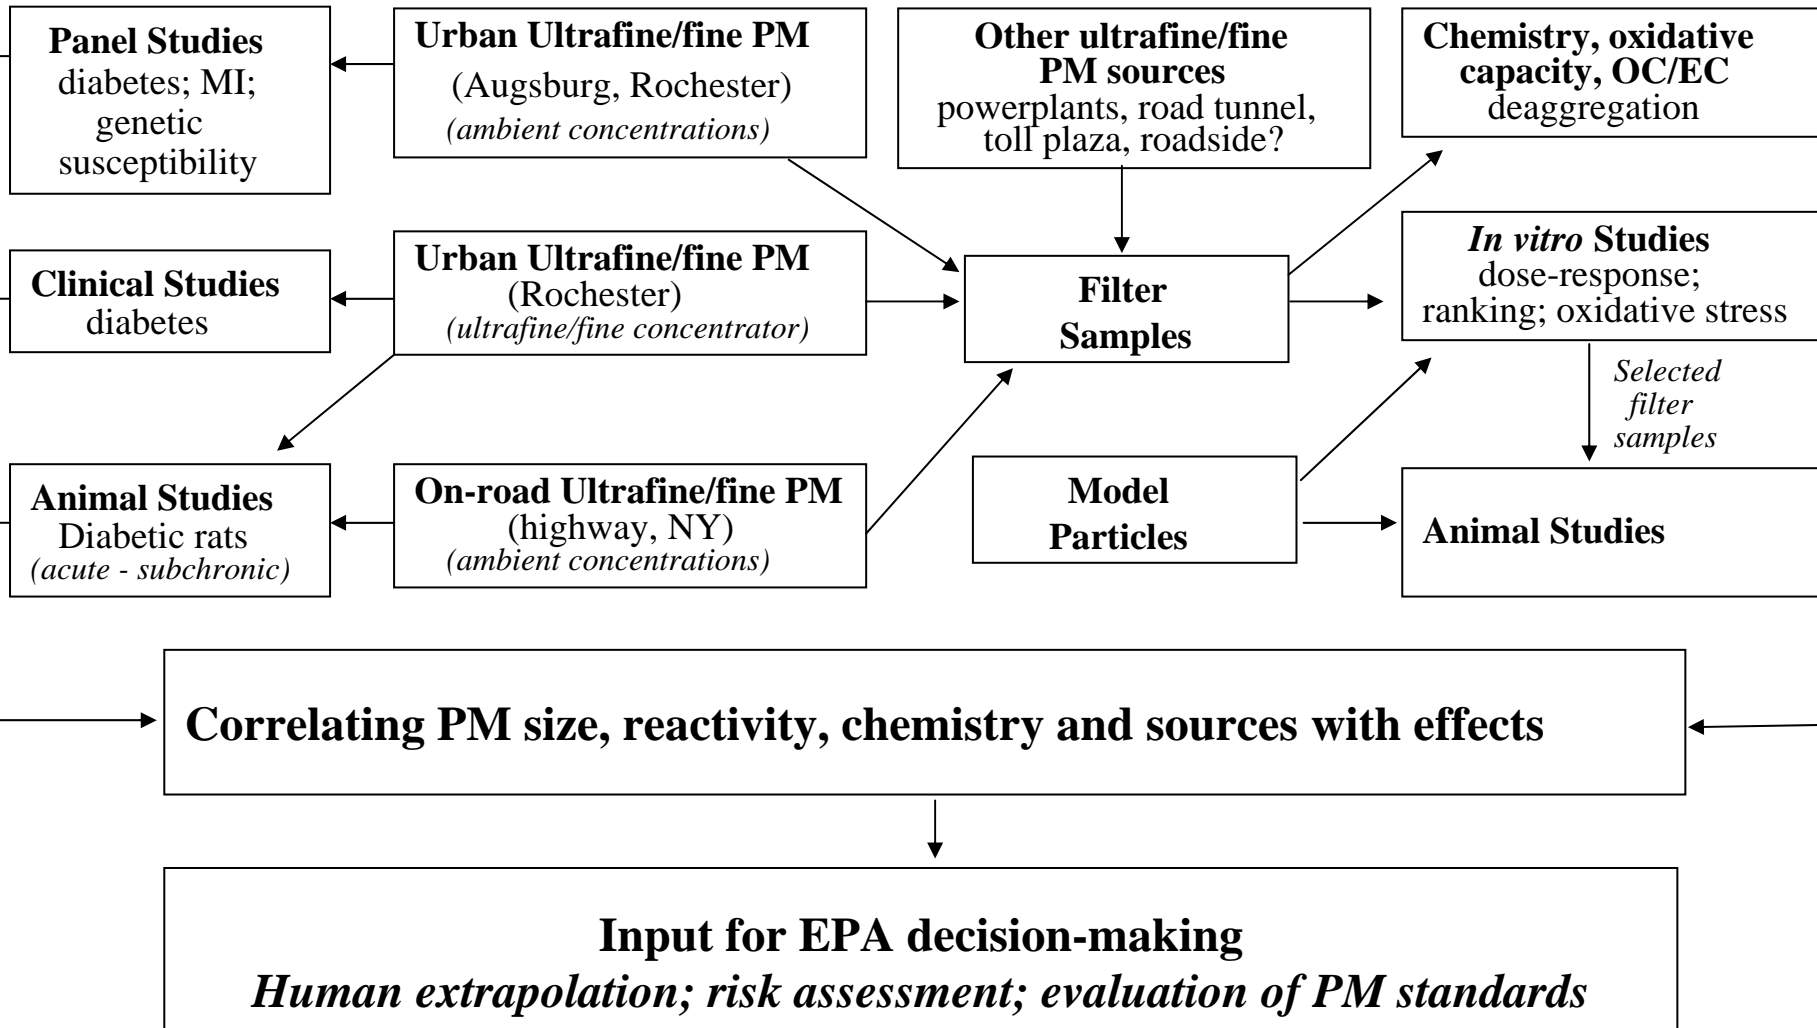 Panel Studies
diabetes; MI;
genetic
susceptibility
Urban Ultrafine/fine PM
(Augsburg, Rochester)
(ambient concentrations)
Other ultrafine/fine
PM sources
powerplants, road tunnel,
toll plaza, roadside?
Chemistry, oxidative
capacity, OC/EC
deaggregation
Clinical Studies
diabetes
Urban Ultrafine/fine PM
(Rochester)
(ultrafine/fine concentrator)
Filter
Samples
In vitro Studies
dose-response;
ranking; oxidative stress
Selected
filter
samples
Animal Studies
Diabetic rats
(acute - subchronic)
On-road Ultrafine/fine PM
(highway, NY)
(ambient concentrations)
Model
Particles
Animal Studies
Correlating PM size, reactivity, chemistry and sources with effects
Input for EPA decision-making
Human extrapolation; risk assessment; evaluation of PM standards